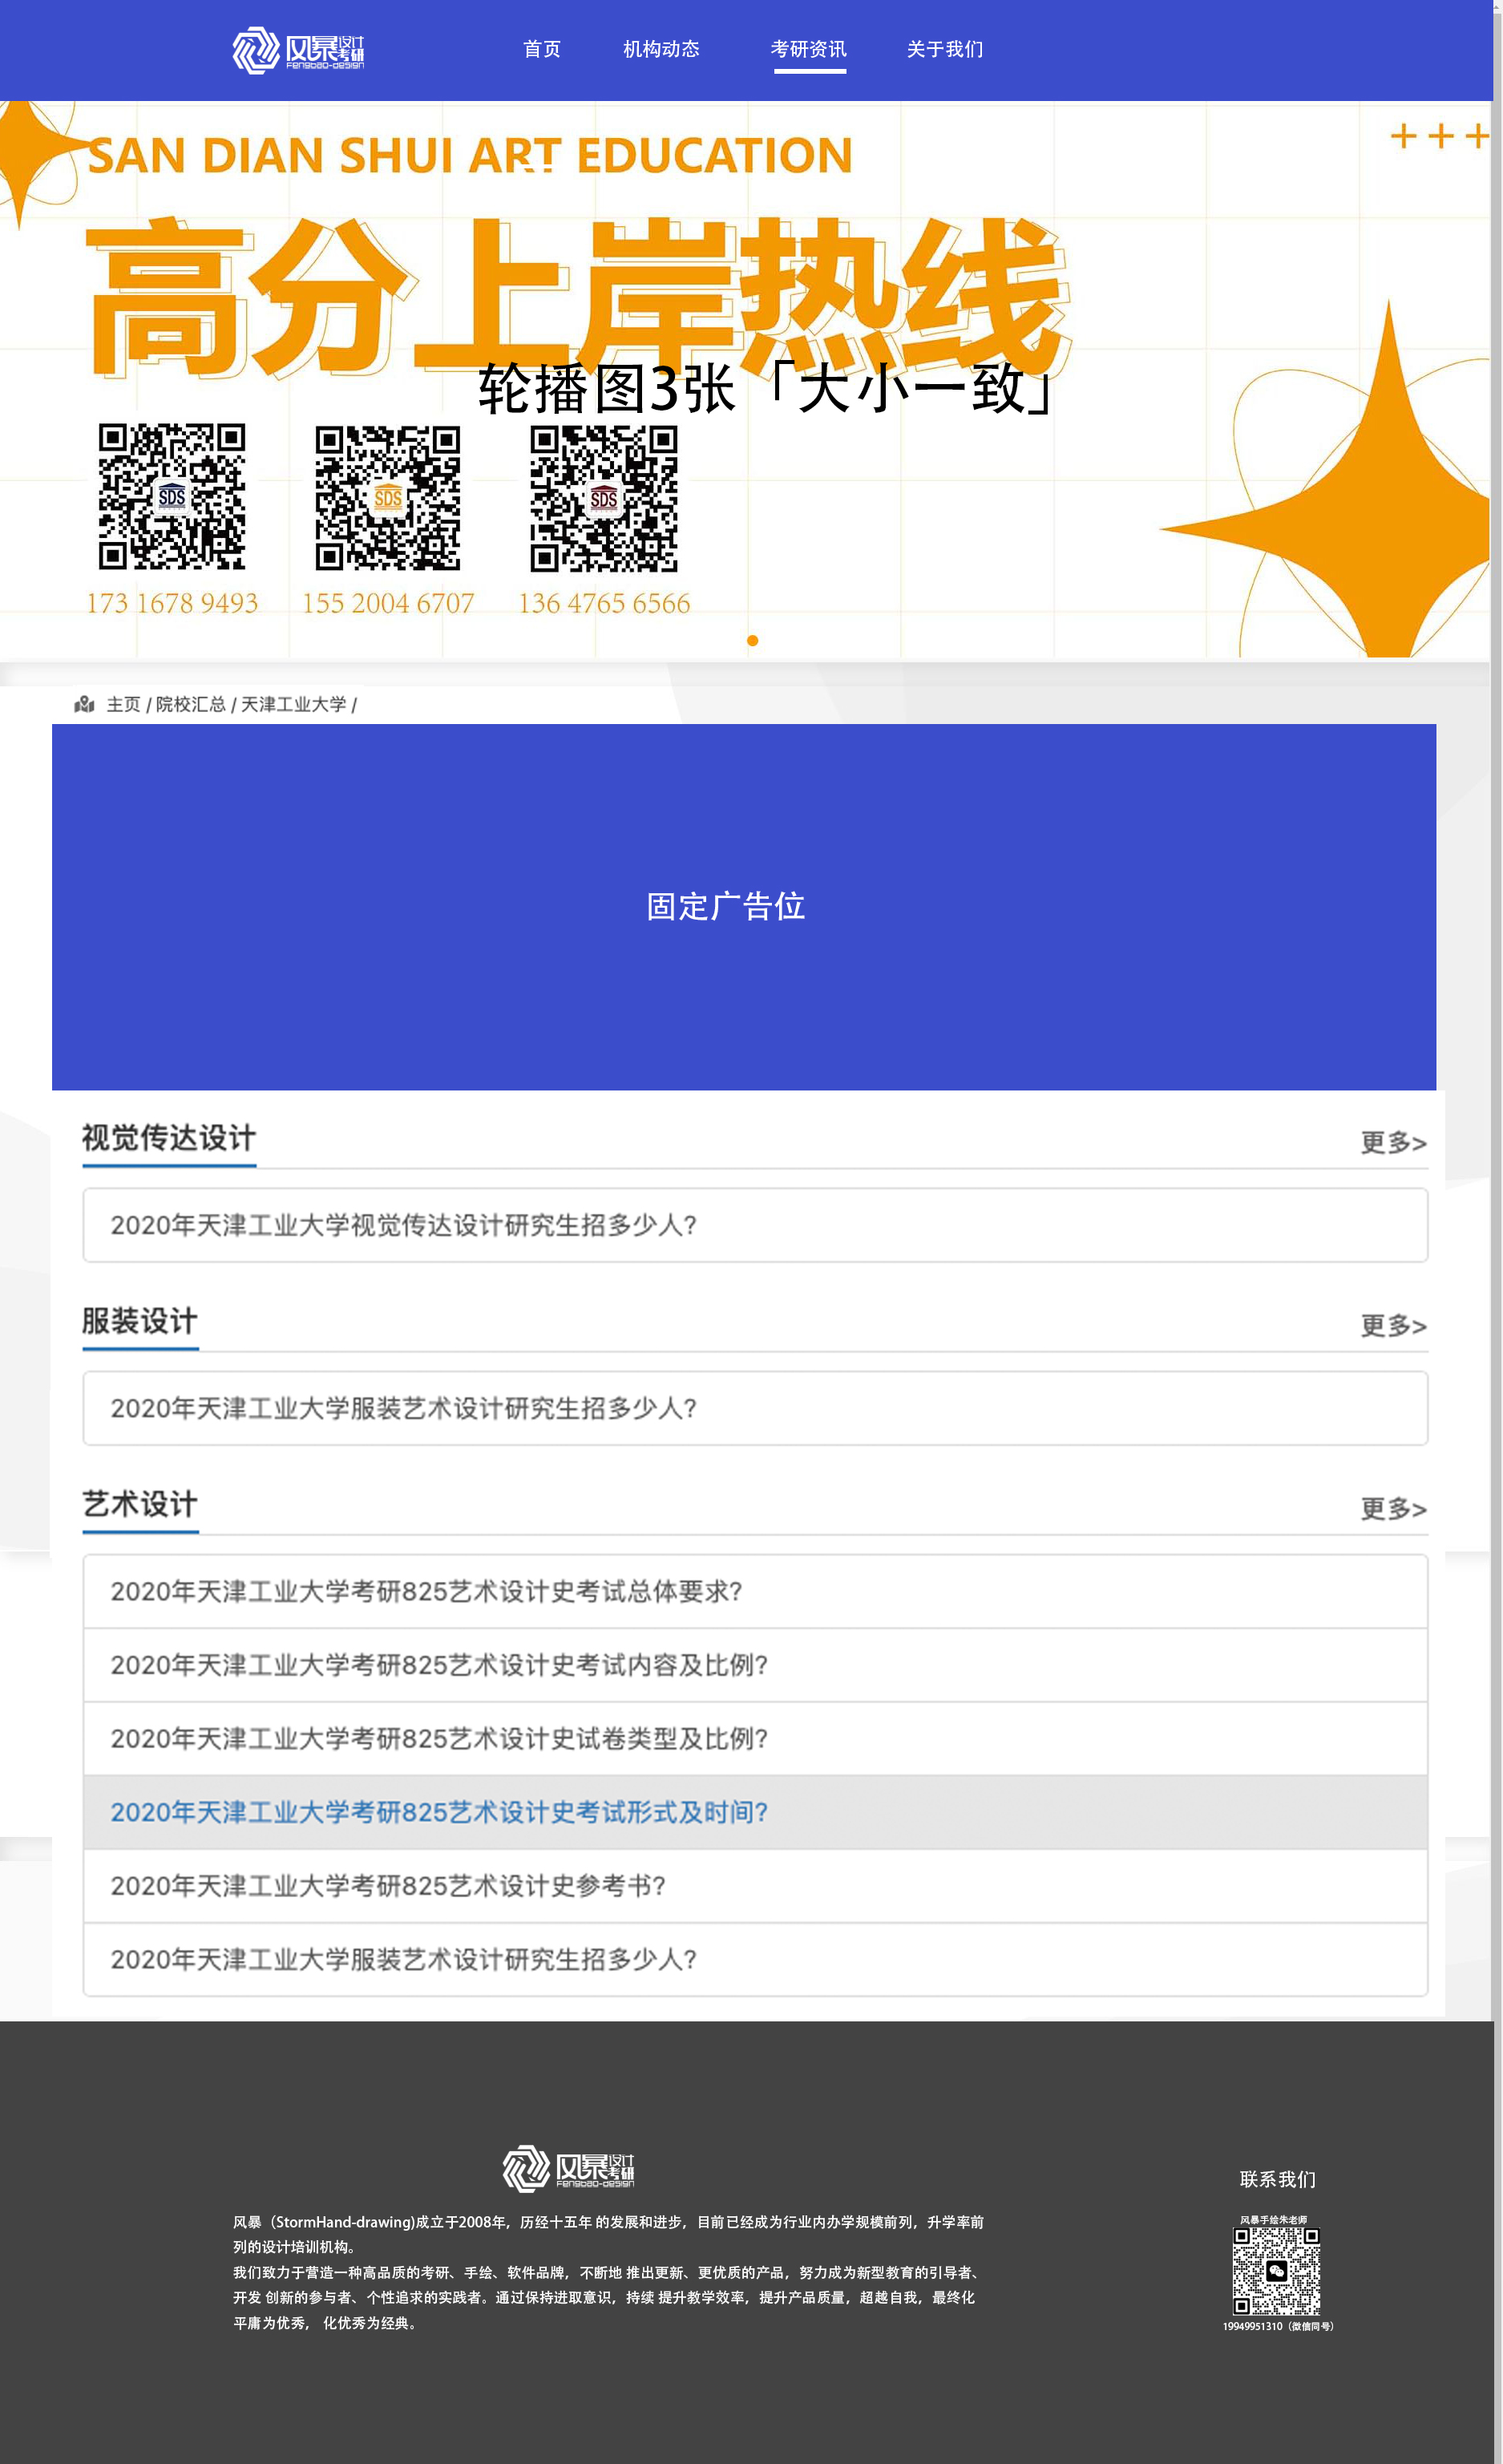 风暴设计考研
Fengbao-design
首页 机构动态 考研资讯 关于我们
SAN DIAN SHUI ART EDUCATION
+++
高分上岸热线
轮播图3张「大小一致」
SDS SDS SDS
173 1678 9493 155 2004 6707 136 4765 6566
主页 / 院校汇总 / 天津工业大学 /
固定广告位
视觉传达设计 更多>
2020年天津工业大学视觉传达设计研究生招多少人?
服装设计 更多>
2020年天津工业大学服装艺术设计研究生招多少人?
艺术设计 更多>
2020年天津工业大学考研825艺术设计史考试总体要求?
2020年天津工业大学考研825艺术设计史考试内容及比例?
2020年天津工业大学考研825艺术设计史试卷类型及比例?
2020年天津工业大学考研825艺术设计史考试形式及时间?
2020年天津工业大学考研825艺术设计史参考书?
2020年天津工业大学服装艺术设计研究生招多少人?
风暴设计考研
Fengbao-design
风暴（StormHand-drawing)成立于2008年，历经十五年 的发展和进步，目前已经成为行业内办学规模前列，升学率前
列的设计培训机构。
我们致力于营造一种高品质的考研、手绘、软件品牌，不断地 推出更新、更优质的产品，努力成为新型教育的引导者、
开发 创新的参与者、个性追求的实践者。通过保持进取意识，持续 提升教学效率，提升产品质量，超越自我，最终化
平庸为优秀， 化优秀为经典。
联系我们
风暴手绘朱老师
19949951310（微信同号）